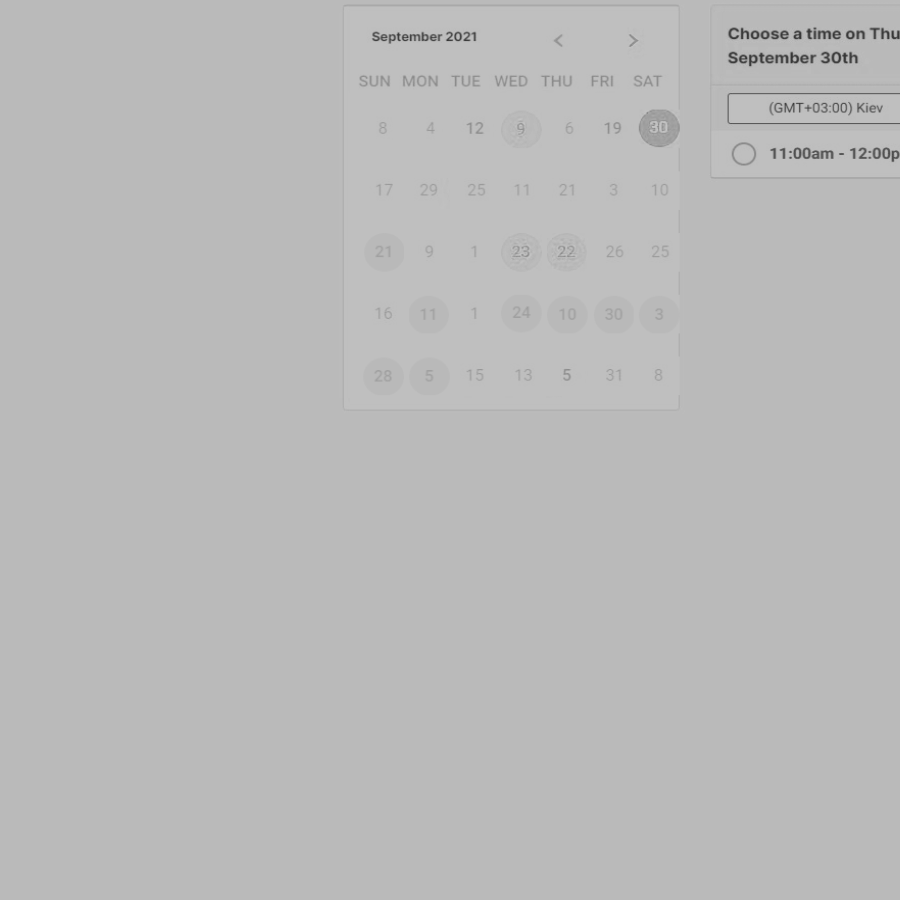 September 2021
SUN MON TUE WED THU FRI SAT
8 4 12 9 6 19 30
17 29 25 11 21 3 10
21 9 1 23 22 26 25
16 11 1 24 10 30 3
28 5 15 13 5 31 8
Choose a time on Thu
September 30th
(GMT+03:00) Kiev
11:00am - 12:00p